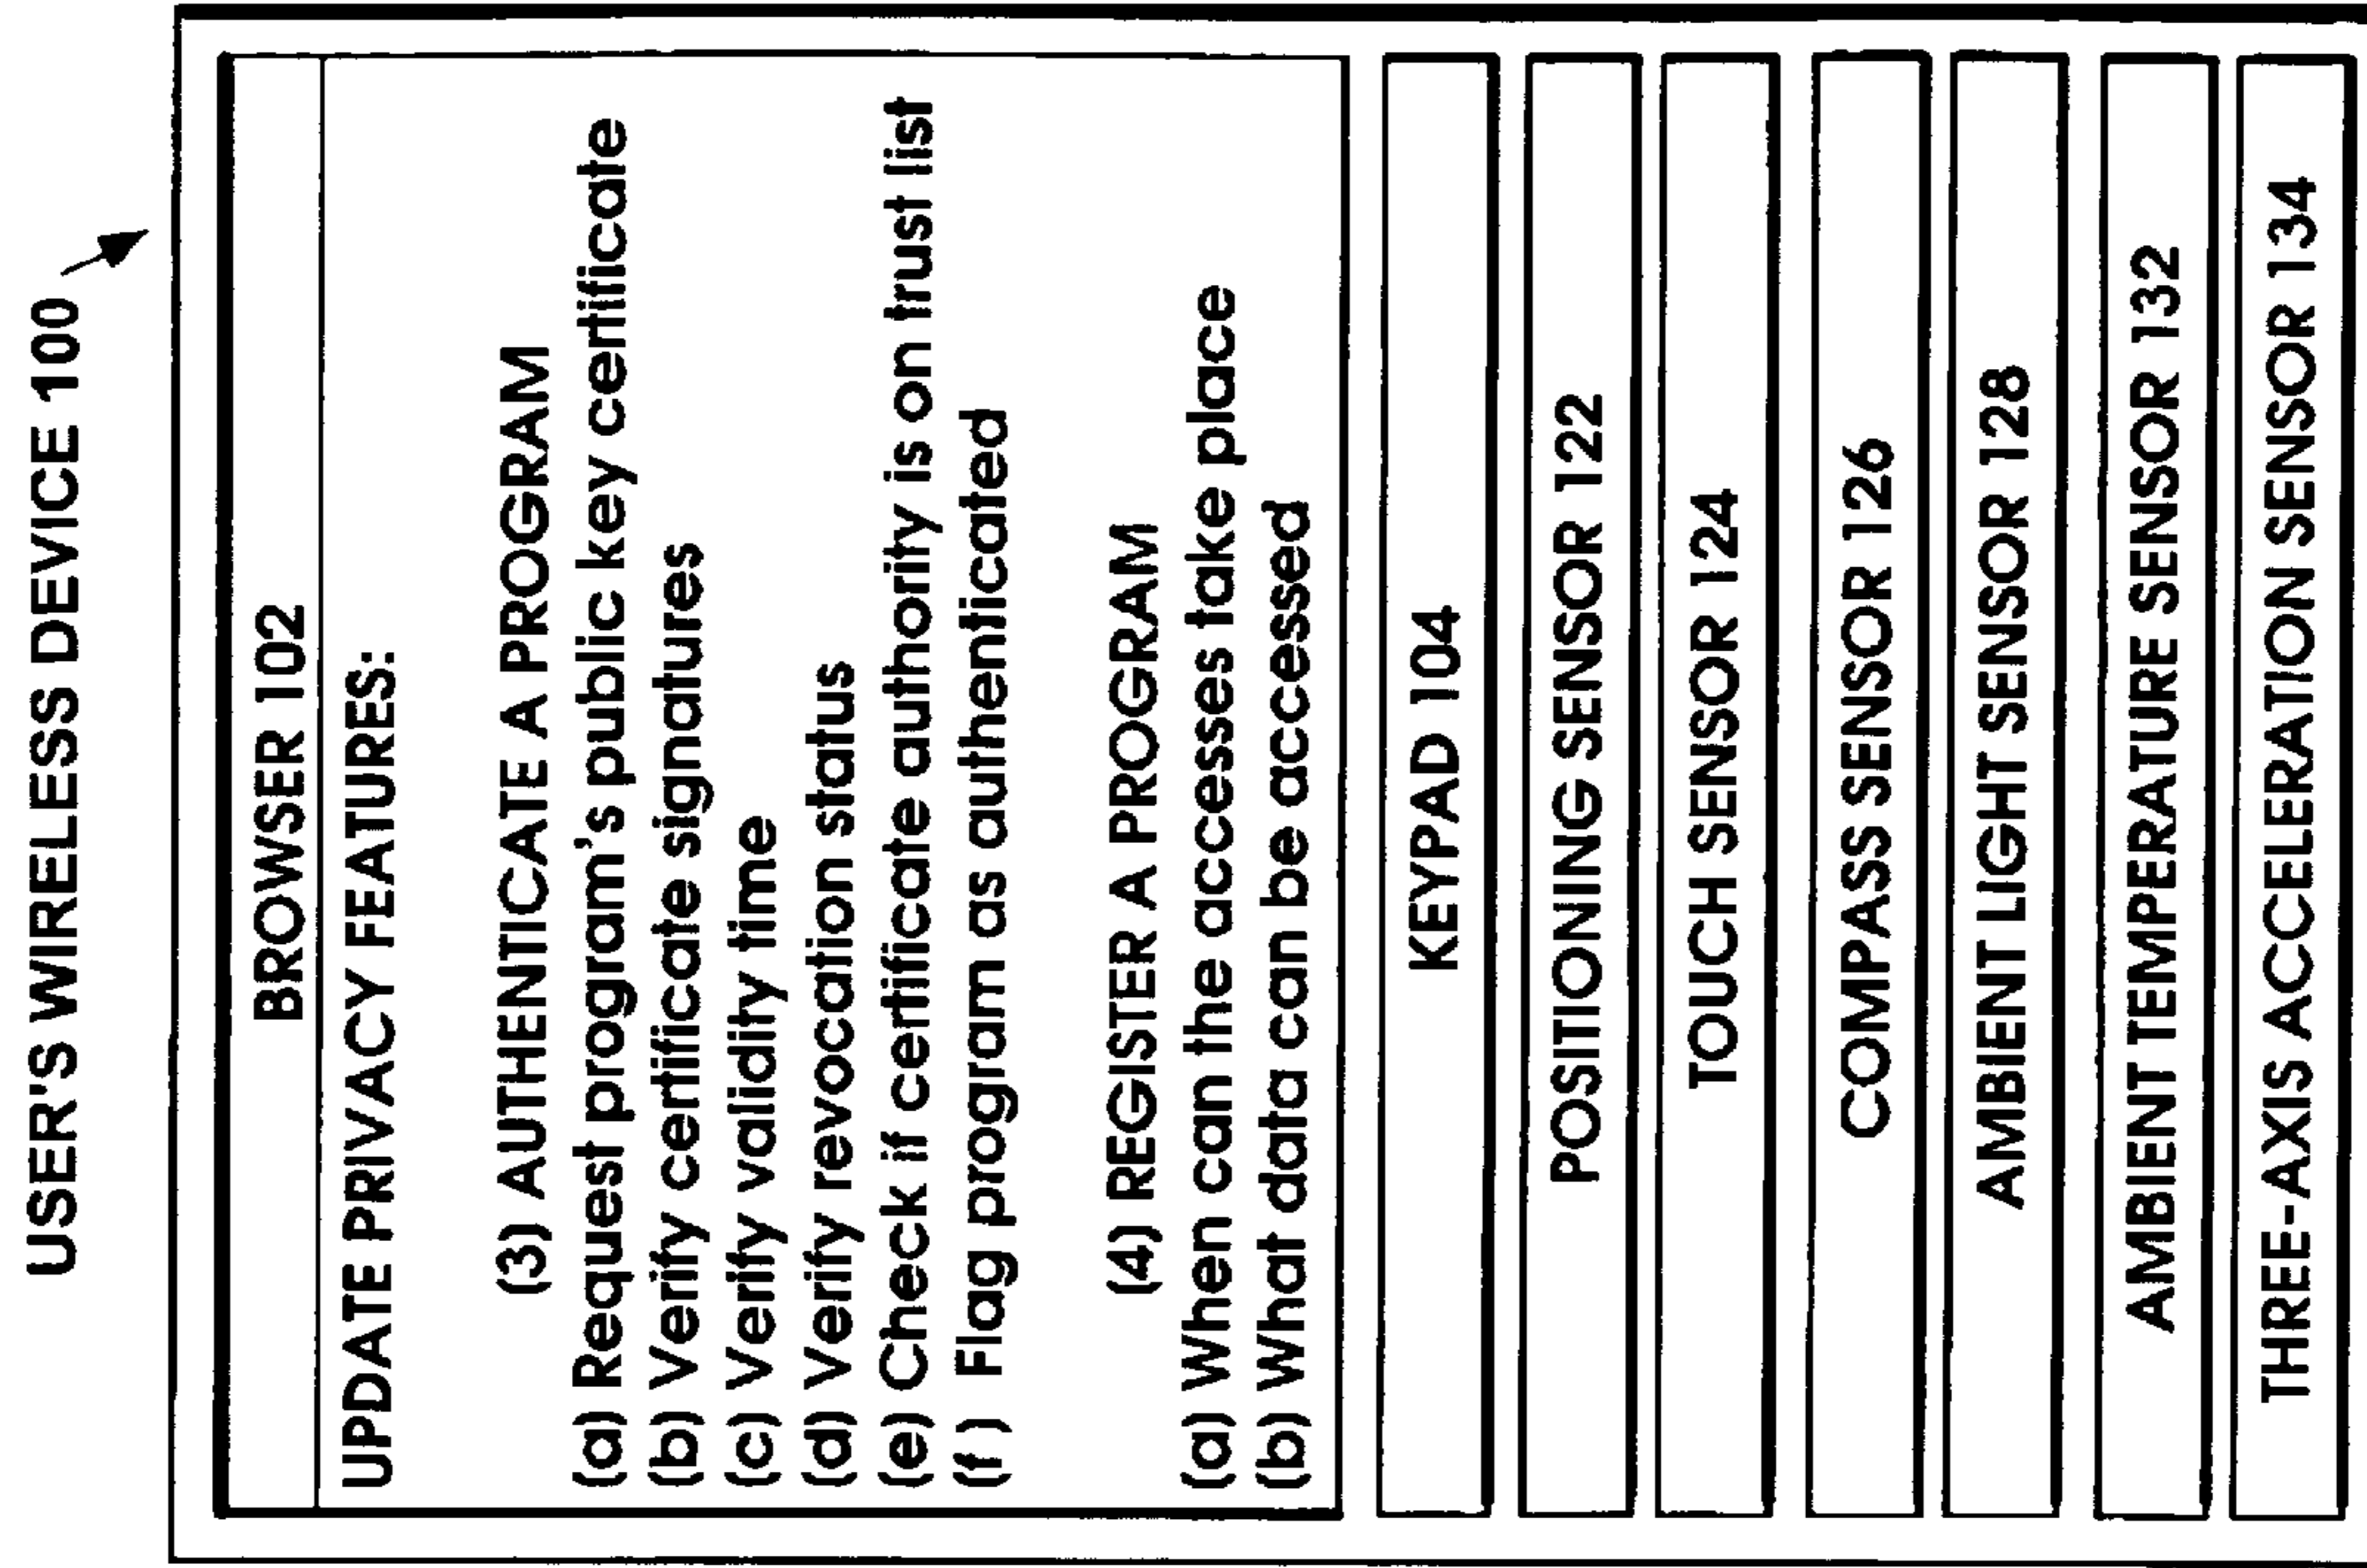 USER'S WIRELESS DEVICE 100
BROWSER 102
UPDATE PRIVACY FEATURES:
(3) AUTHENTICATE A PROGRAM
(a) Request program's public key certificate
(b) Verify certificate signatures
(c) Verify validity time
(d) Verify revocation status
(e) Check if certificate authority is on trust list
(f ) Flag program as authenticated
(4) REGISTER A PROGRAM
(a) When can the accesses take place
(b) What data can be accessed
KEYPAD 104
POSITIONING SENSOR 122
TOUCH SENSOR 124
COMPASS SENSOR 126
AMBIENT LIGHT SENSOR 128
AMBIENT TEMPERATURE SENSOR 132
THREE-AXIS ACCELERATION SENSOR 134